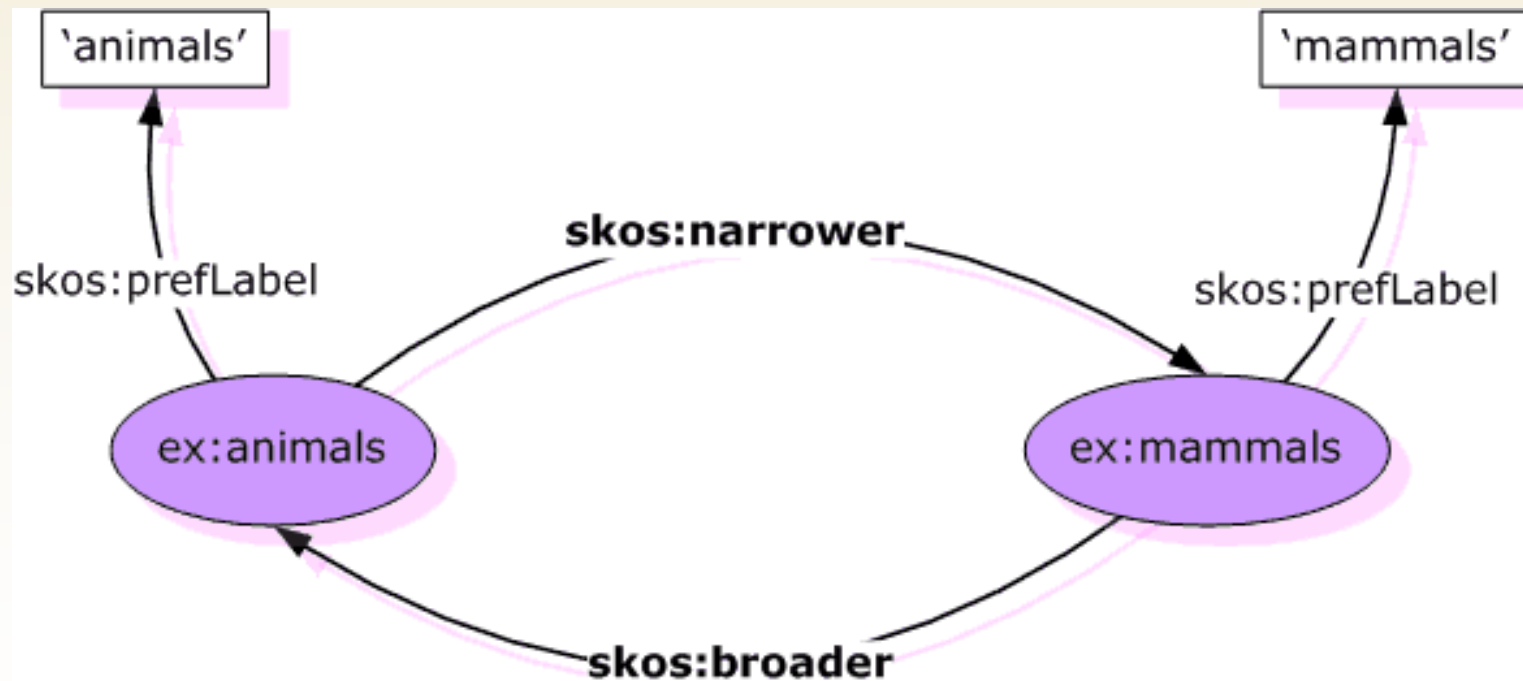 ‘animals’
‘mammals’
skos:narrower
skos:prefLabel
skos:prefLabel
ex:animals
ex:mammals
skos:broader